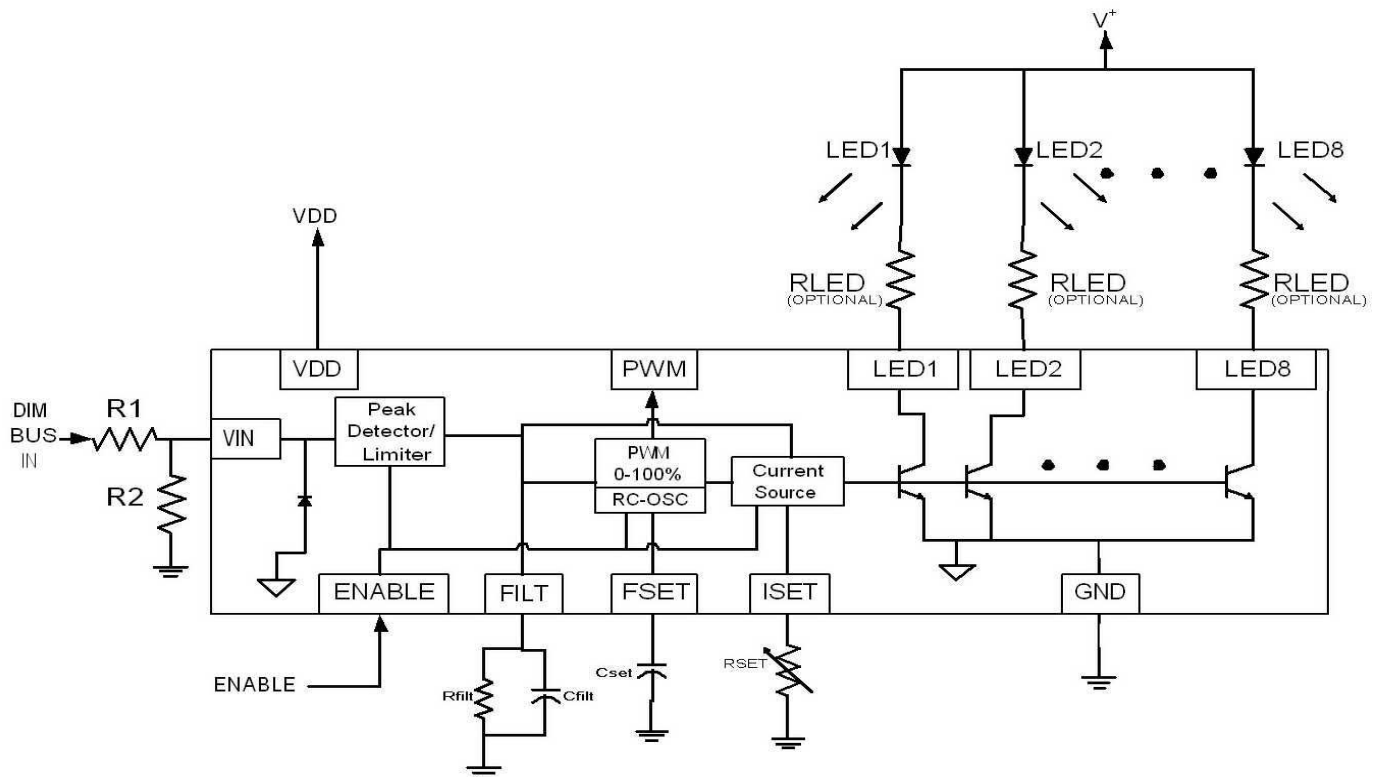 V+
LED1
LED2
LED8
VDD
RLED
(OPTIONAL)
RLED
(OPTIONAL)
RLED
(OPTIONAL)
VDD
PWM
LED1
LED2
LED8
DIM
BUS
IN
R1
R2
VIN
Peak
Detector/
Limiter
PWM
0-100%
RC-OSC
Current
Source
ENABLE
FILT
FSET
ISET
GND
ENABLE
Rfilt
Cfilt
Cset
RSET